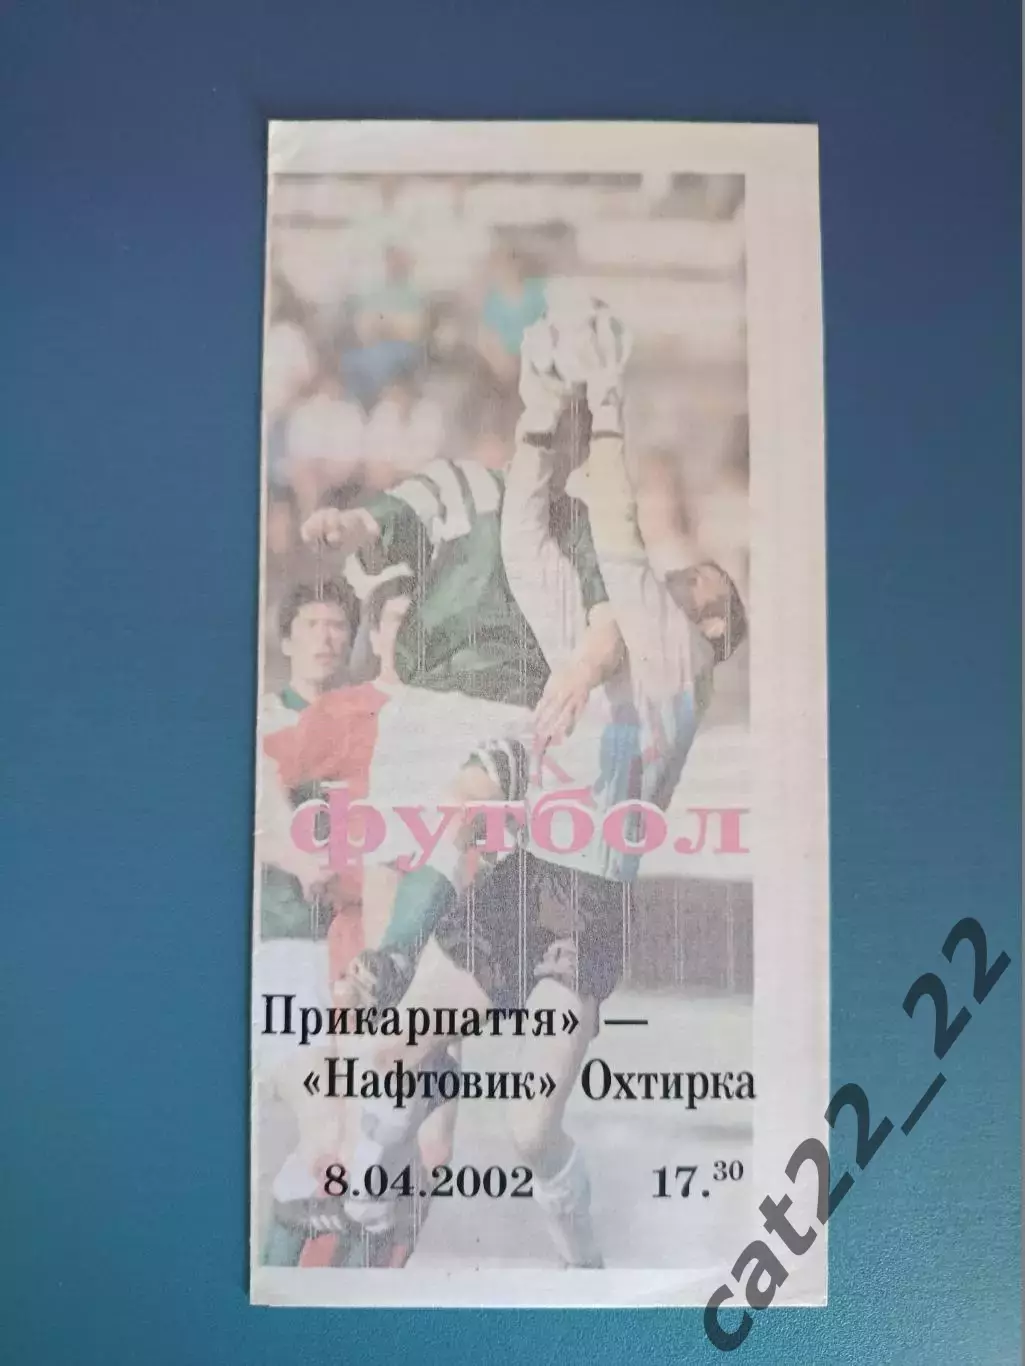 футбол
Прикарпаття» —
«Нафтовик» Охтирка
8.04.2002 17.30
cat22_22